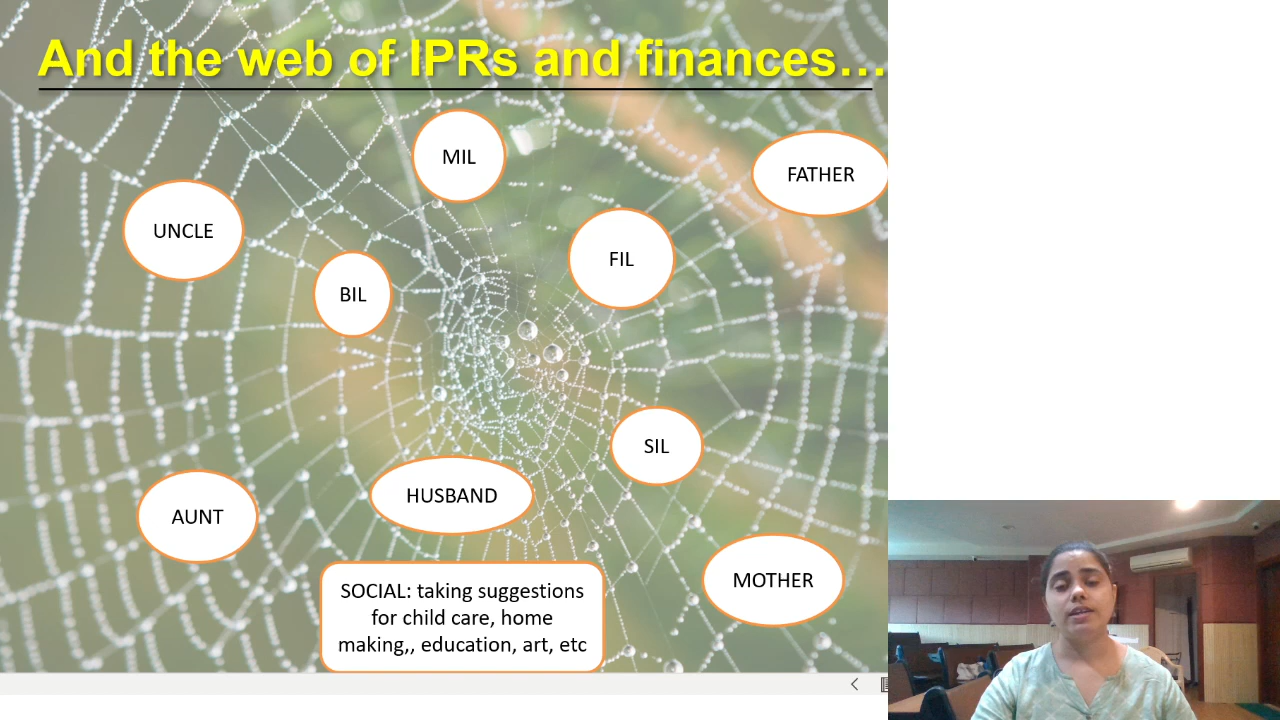 And the web of IPRs and finances…
MIL
FATHER
UNCLE
FIL
BIL
SIL
HUSBAND
AUNT
MOTHER
SOCIAL: taking suggestions
for child care, home
making,, education, art, etc